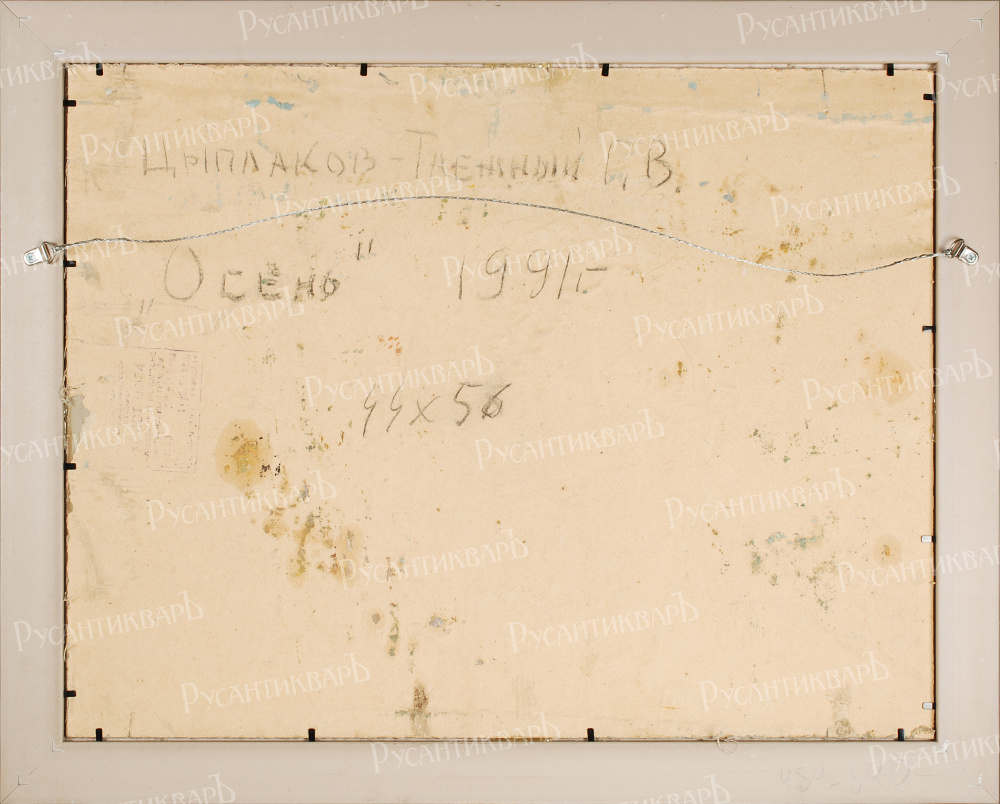 Цыплаков-Таежный Г.В.
„Осень" 1991г
44х56
РусАнтикваръ